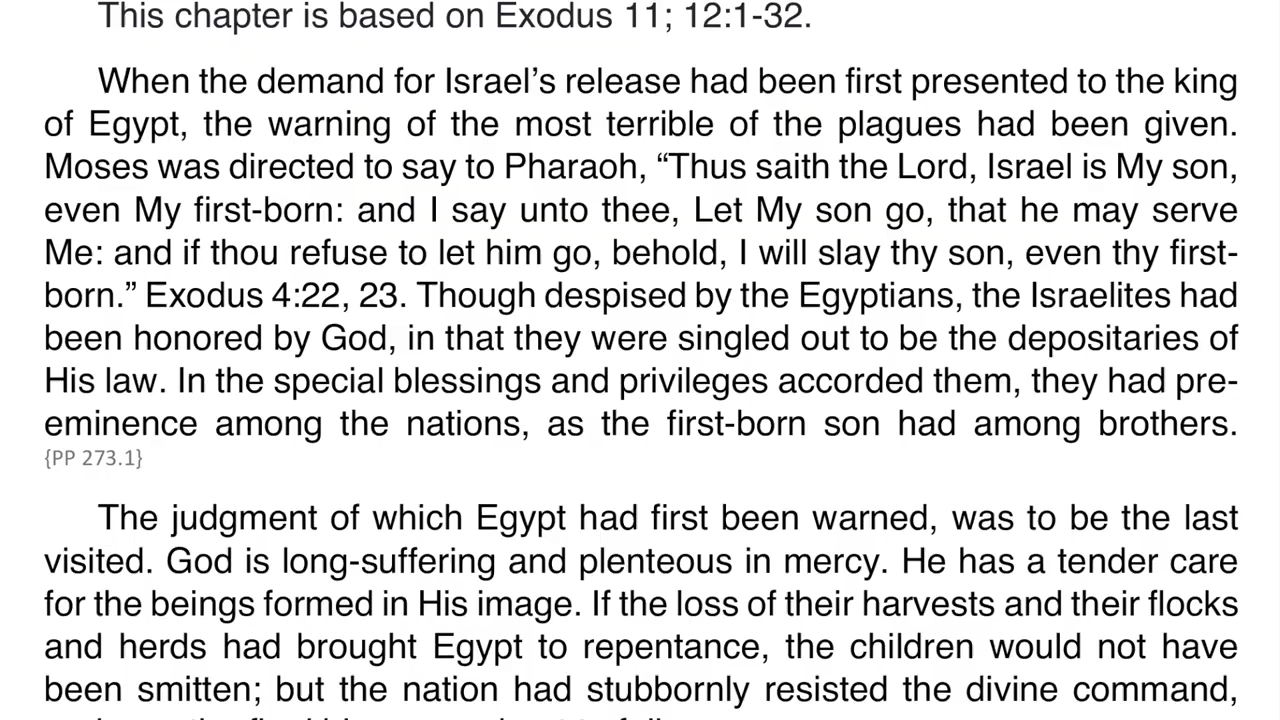 This chapter is based on Exodus 11; 12:1-32.
When the demand for Israel’s release had been first presented to the king
of Egypt, the warning of the most terrible of the plagues had been given.
Moses was directed to say to Pharaoh, “Thus saith the Lord, Israel is My son,
even My first-born: and I say unto thee, Let My son go, that he may serve
Me: and if thou refuse to let him go, behold, I will slay thy son, even thy first-
born.” Exodus 4:22, 23. Though despised by the Egyptians, the Israelites had
been honored by God, in that they were singled out to be the depositaries of
His law. In the special blessings and privileges accorded them, they had pre-
eminence among the nations, as the first-born son had among brothers.
{PP 273.1}
The judgment of which Egypt had first been warned, was to be the last
visited. God is long-suffering and plenteous in mercy. He has a tender care
for the beings formed in His image. If the loss of their harvests and their flocks
and herds had brought Egypt to repentance, the children would not have
been smitten; but the nation had stubbornly resisted the divine command,